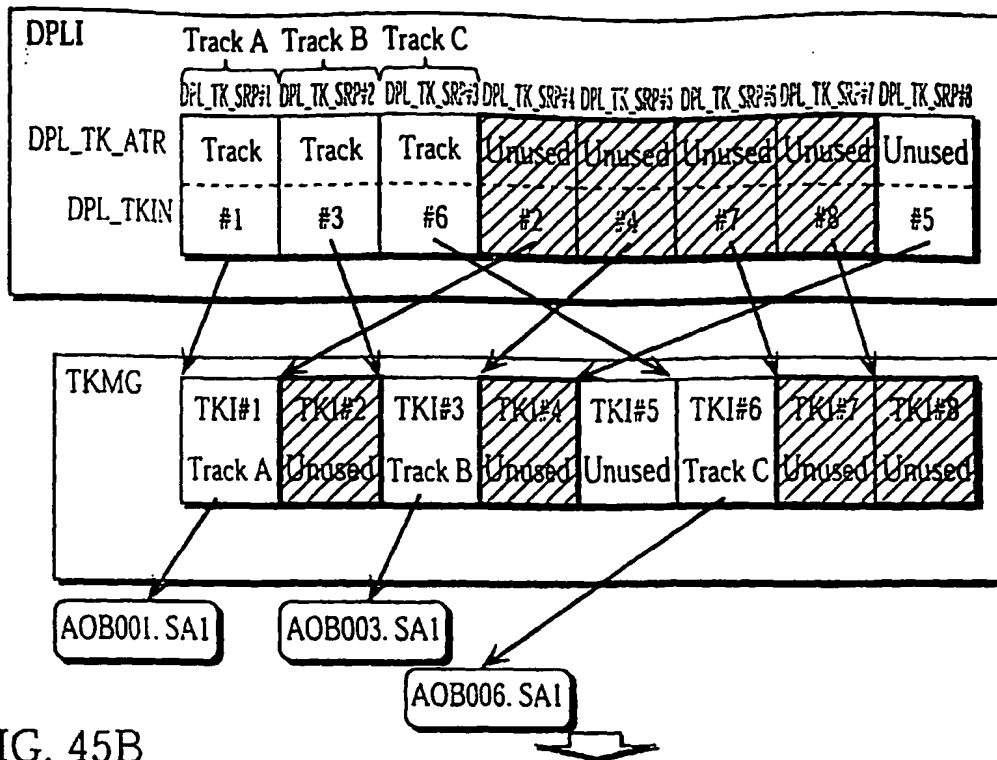 DPLI
Track A Track B Track C
DPL_TK_SRP#1 DPL_TK_SRP#2 DPL_TK_SRP#3 DPL_TK_SRP#4 DPL_TK_SRP#5 DPL_TK_SRP#6 DPL_TK_SRP#7 DPL_TK_SRP#8
DPL_TK_ATR Track Track Track Unused Unused Unused Unused Unused
DPL_TKIN #1 #3 #6 #2 #4 #7 #8 #5
TKMG
TKI#1 TKI#2 TKI#3 TKI#4 TKI#5 TKI#6 TKI#7 TKI#8
Track A Unused Track B Unused Unused Track C Unused Unused
AOB001. SA1 AOB003. SA1
AOB006. SA1
IG. 45B